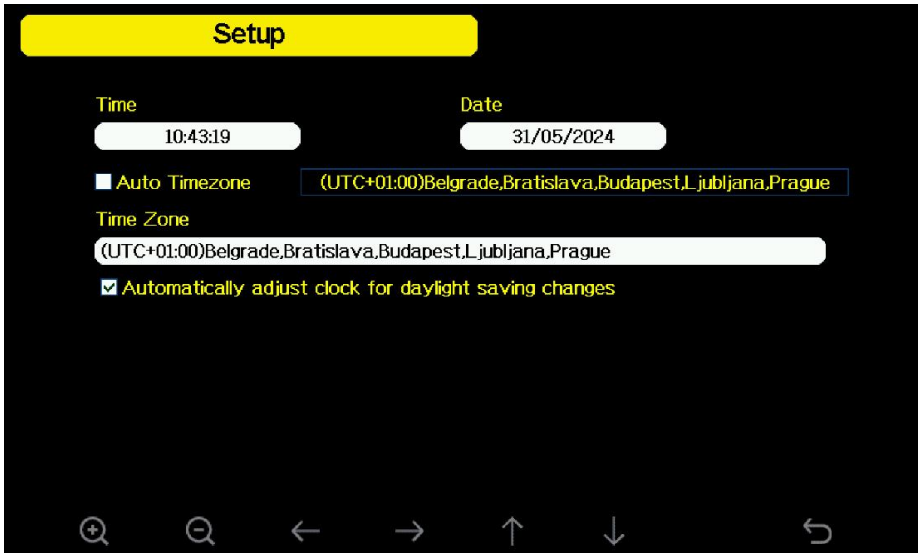 Setup
Time Date
10:43:19 31/05/2024
Auto Timezone (UTC+01:00)Belgrade,Bratislava,Budapest,Ljubljana,Prague
Time Zone
(UTC+01:00)Belgrade,Bratislava,Budapest,Ljubljana,Prague
Automatically adjust clock for daylight saving changes